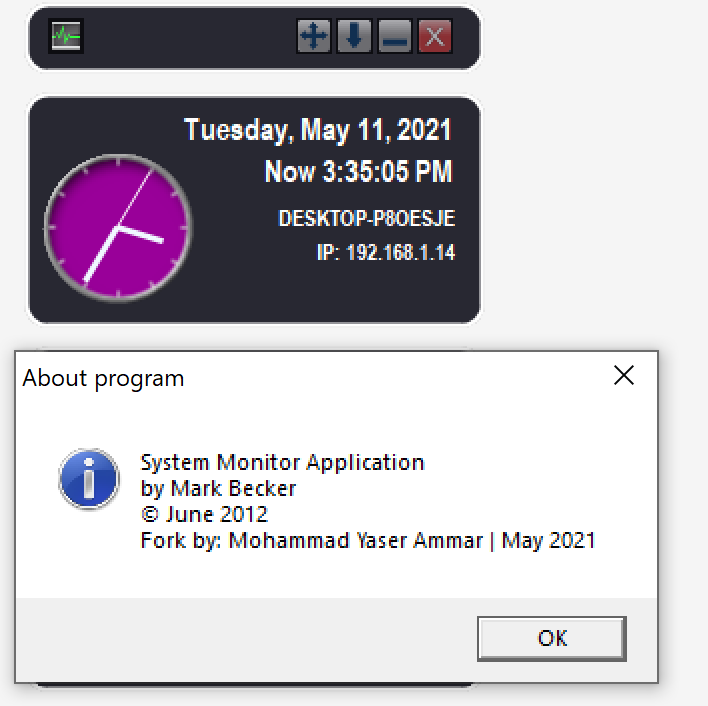 Tuesday, May 11, 2021
Now 3:35:05 PM
DESKTOP-P8OESJE
IP: 192.168.1.14
About program
System Monitor Application
by Mark Becker
© June 2012
Fork by: Mohammad Yaser Ammar | May 2021
OK